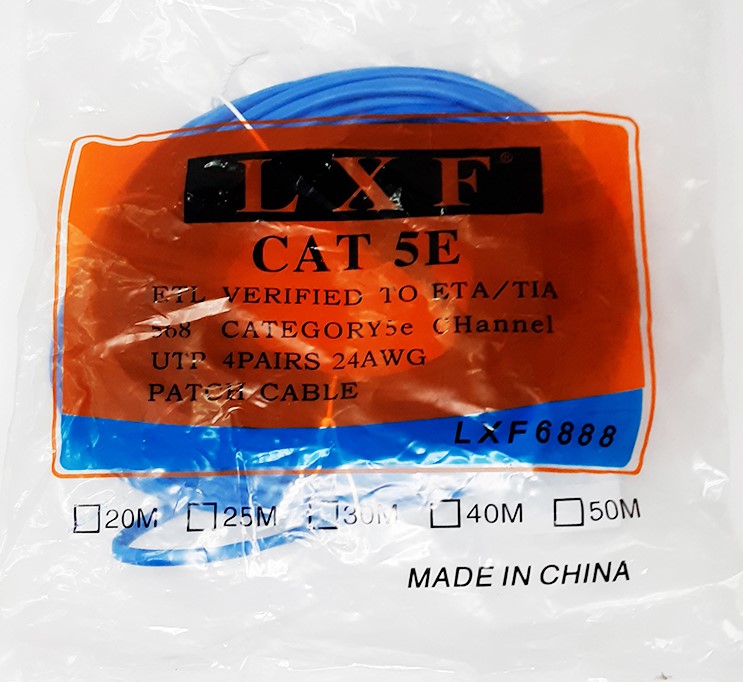 LXF®
CAT 5E
ETL VERIFIED TO ETA/TIA
568 CATEGORY5e CHannel
UTP 4PAIRS 24AWG
PATCH CABLE
LXF6888
20M 25M 30M 40M 50M
MADE IN CHINA